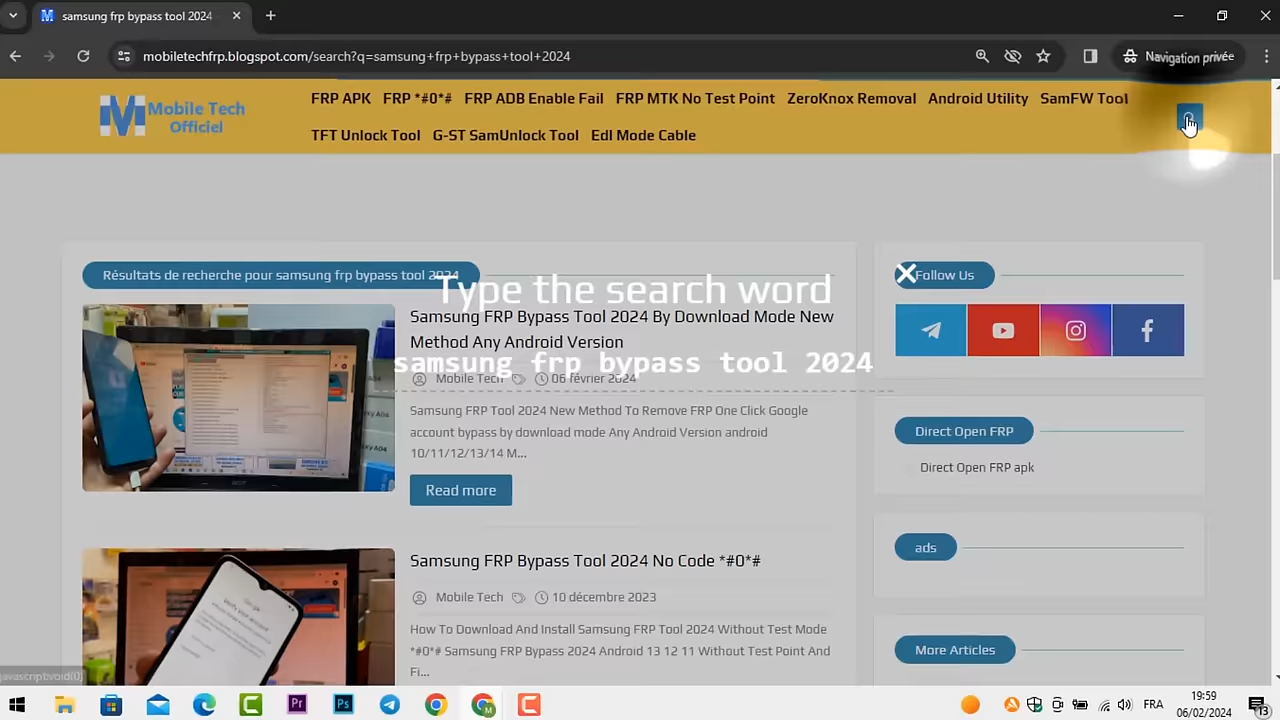 samsung frp bypass tool 2024
mobiletechfrp.blogspot.com/search?q=samsung+frp+bypass+tool+2024
Navigation privée
Mobile Tech
Officiel
FRP APK FRP *#0*# FRP ADB Enable Fail FRP MTK No Test Point ZeroKnox Removal Android Utility SamFW Tool
TFT Unlock Tool G-ST SamUnlock Tool Edl Mode Cable
Résultats de recherche pour samsung frp bypass tool 2024
Type the search word
samsung frp bypass tool 2024
Samsung FRP Bypass Tool 2024 By Download Mode New
Method Any Android Version
Mobile Tech 06 février 2024
Samsung FRP Tool 2024 New Method To Remove FRP One Click Google
account bypass by download mode Any Android Version android
10/11/12/13/14 M...
Read more
Samsung FRP Bypass Tool 2024 No Code *#0*#
Mobile Tech 10 décembre 2023
How To Download And Install Samsung FRP Tool 2024 Without Test Mode
*#0*# Samsung FRP Bypass 2024 Android 13 12 11 Without Test Point And
Fi...
Follow Us
Direct Open FRP
Direct Open FRP apk
ads
More Articles
javascript:void(0)
FRA
19:59
06/02/2024
13